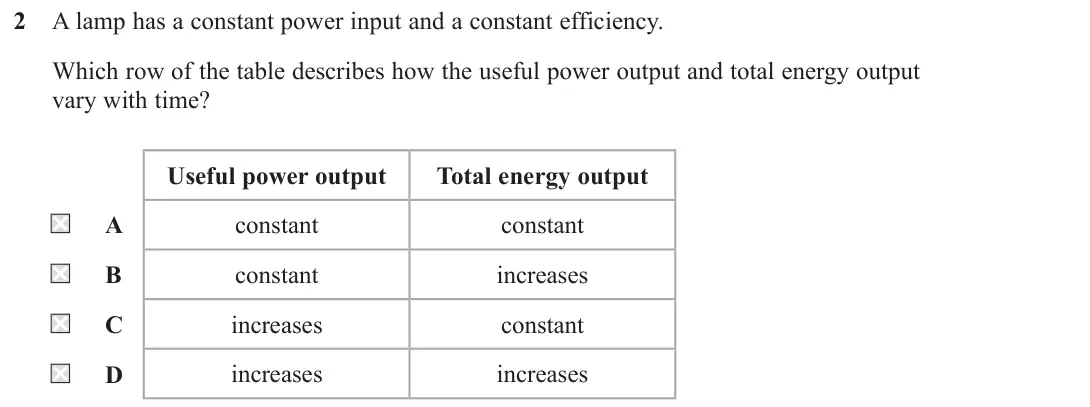 2 A lamp has a constant power input and a constant efficiency.
Which row of the table describes how the useful power output and total energy output
vary with time?
Useful power output Total energy output
A constant constant
B constant increases
C increases constant
D increases increases